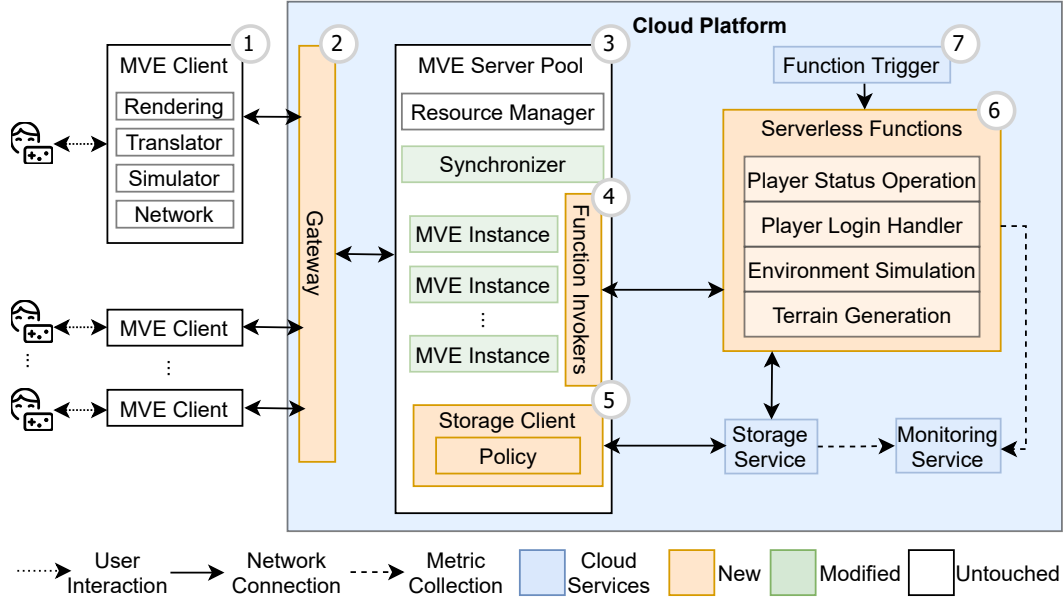 Cloud Platform
1
MVE Client
Rendering
Translator
Simulator
Network
MVE Client
⋮
⋮
MVE Client
2
Gateway
3
MVE Server Pool
Resource Manager
Synchronizer
4
Function Invokers
MVE Instance
MVE Instance
⋮
MVE Instance
5
Storage Client
Policy
7
Function Trigger
6
Serverless Functions
Player Status Operation
Player Login Handler
Environment Simulation
Terrain Generation
Storage
Service
Monitoring
Service
User
Interaction
Network
Connection
Metric
Collection
Cloud
Services
New
Modified
Untouched